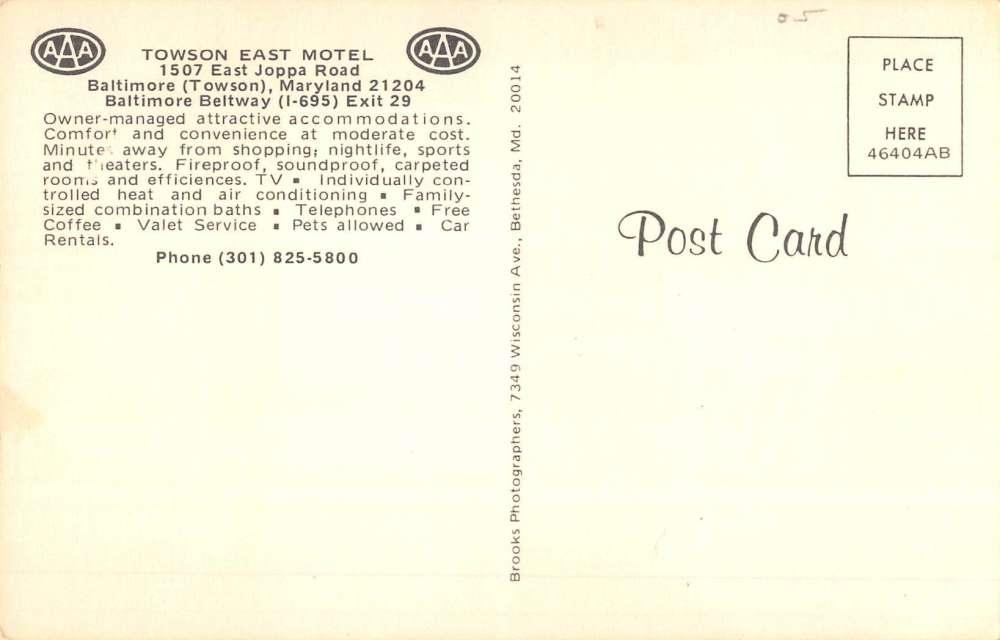 AAA
AAA
TOWSON EAST MOTEL
1507 East Joppa Road
Baltimore (Towson), Maryland 21204
Baltimore Beltway (I-695) Exit 29
Owner-managed attractive accommodations.
Comfort and convenience at moderate cost.
Minutes away from shopping; nightlife, sports
and theaters. Fireproof, soundproof, carpeted
rooms and efficiences. TV ▪ Individually con-
trolled heat and air conditioning ▪ Family-
sized combination baths ▪ Telephones ▪ Free
Coffee ▪ Valet Service ▪ Pets allowed ▪ Car
Rentals.
Phone (301) 825-5800
Brooks Photographers, 7349 Wisconsin Ave., Bethesda, Md. 20014
PLACE
STAMP
HERE
46404AB
Post Card